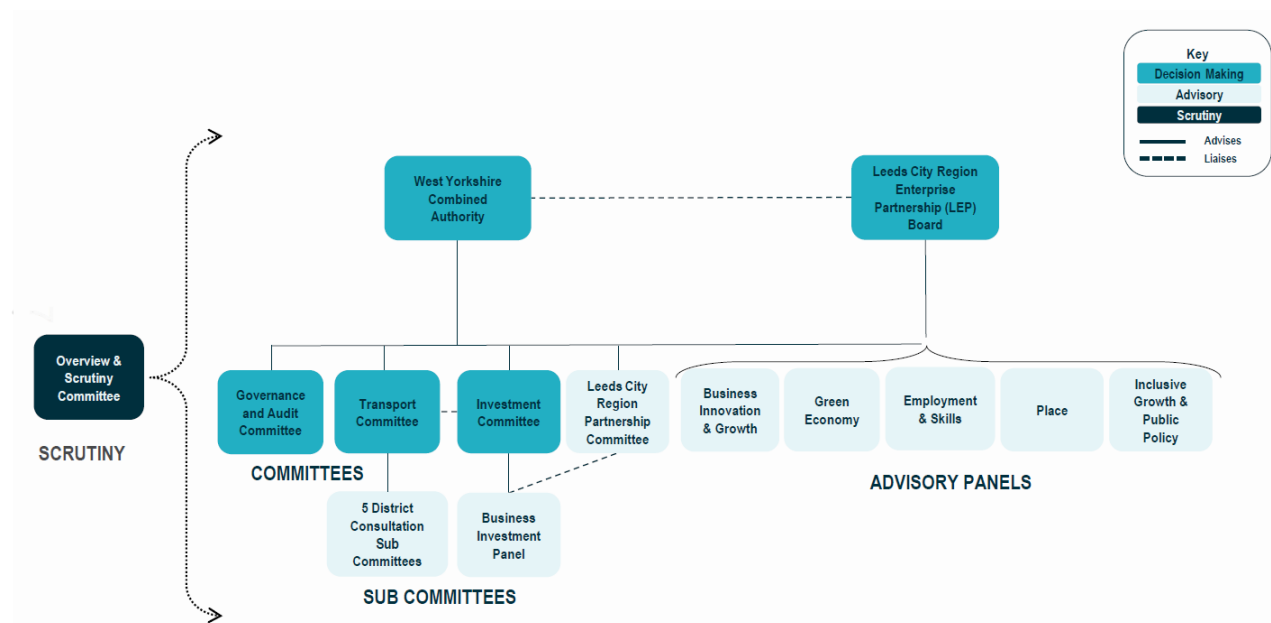 Key
Decision Making
Advisory
Scrutiny
Advises
Liaises
West Yorkshire
Combined
Authority
Leeds City Region
Enterprise
Partnership (LEP)
Board
Overview &
Scrutiny
Committee
SCRUTINY
Governance
and Audit
Committee
Transport
Committee
Investment
Committee
Leeds City
Region
Partnership
Committee
Business
Innovation
& Growth
Green
Economy
Employment
& Skills
Place
Inclusive
Growth &
Public
Policy
COMMITTEES
ADVISORY PANELS
5 District
Consultation
Sub
Committees
Business
Investment
Panel
SUB COMMITTEES